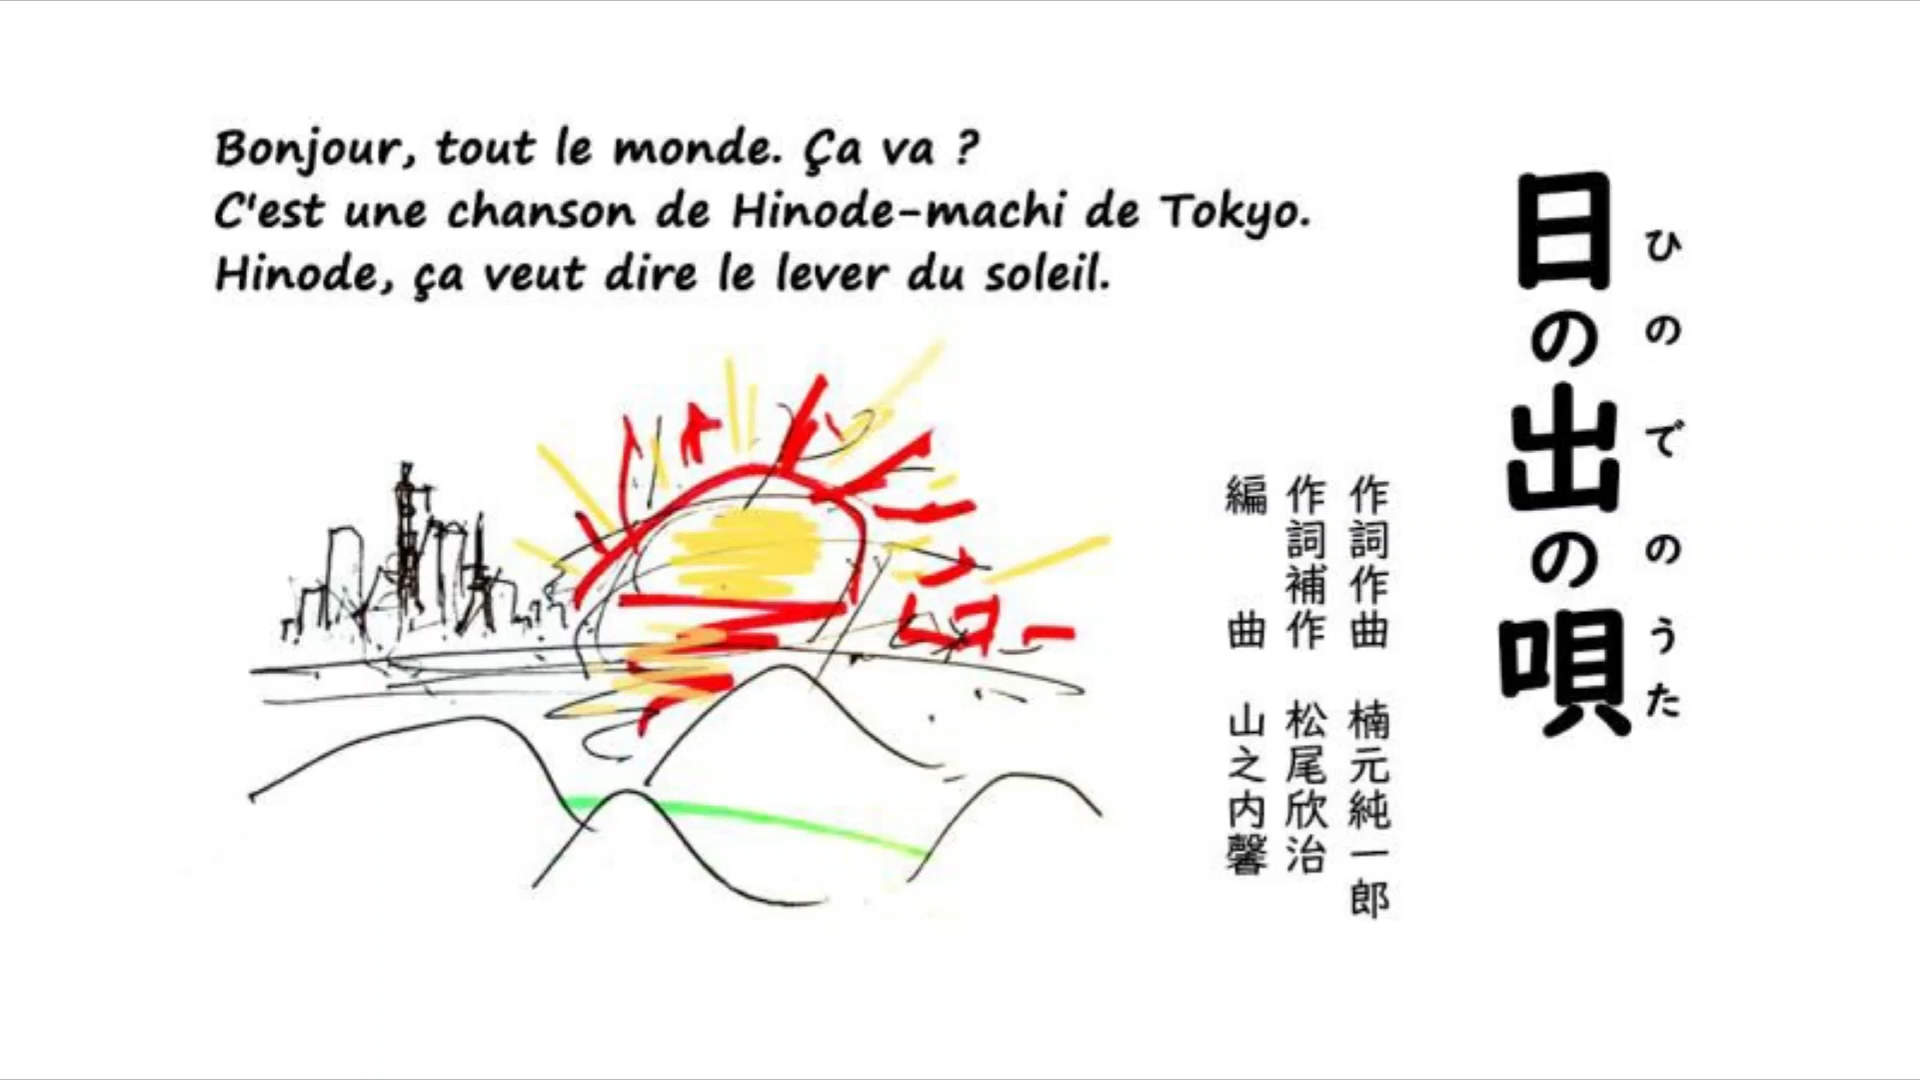 Bonjour, tout le monde. Ça va ?
C'est une chanson de Hinode-machi de Tokyo.
Hinode, ça veut dire le lever du soleil.
日の出の唄
ひのでのうた
作詞作曲 楠元純一郎
作詞補作 松尾欣治
編曲 山之内馨